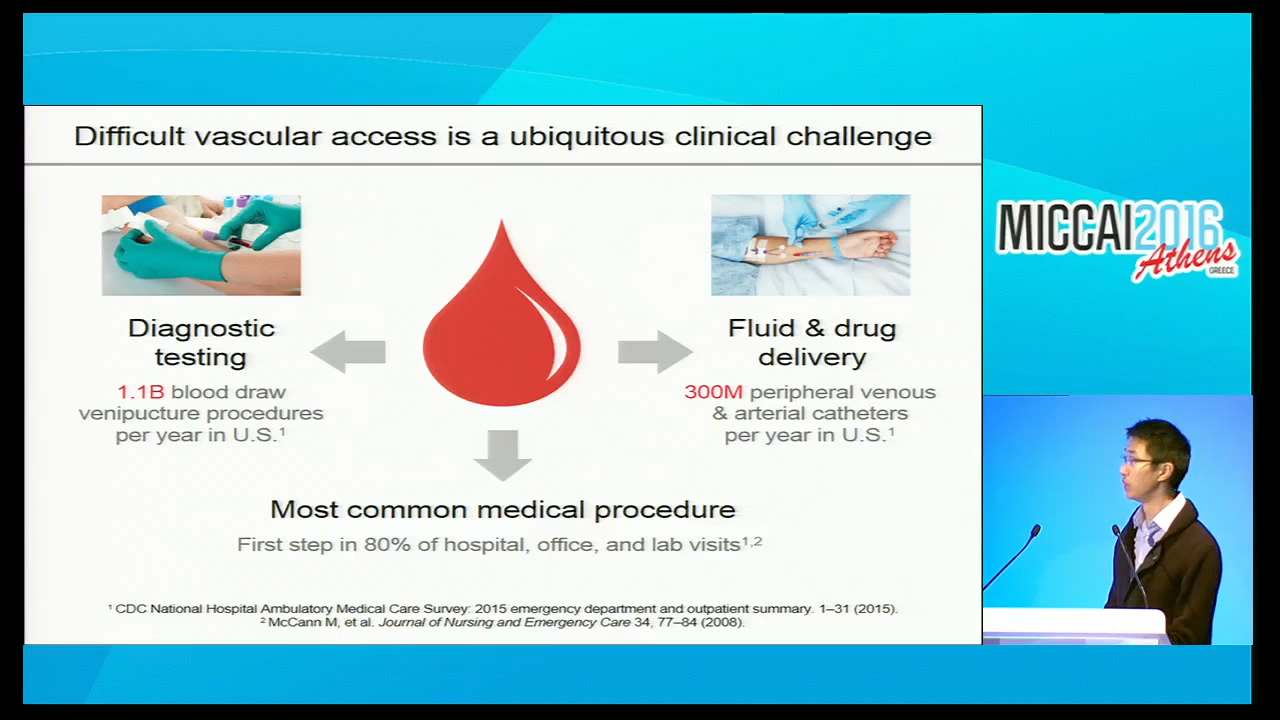 Difficult vascular access is a ubiquitous clinical challenge
MICCAI2016
Athens
GREECE
Diagnostic
testing
1.1B blood draw
venipucture procedures
per year in U.S.¹
Fluid & drug
delivery
300M peripheral venous
& arterial catheters
per year in U.S.¹
Most common medical procedure
First step in 80% of hospital, office, and lab visits¹,²
¹ CDC National Hospital Ambulatory Medical Care Survey: 2015 emergency department and outpatient summary. 1–31 (2015).
² McCann M, et al. Journal of Nursing and Emergency Care 34, 77–84 (2008).